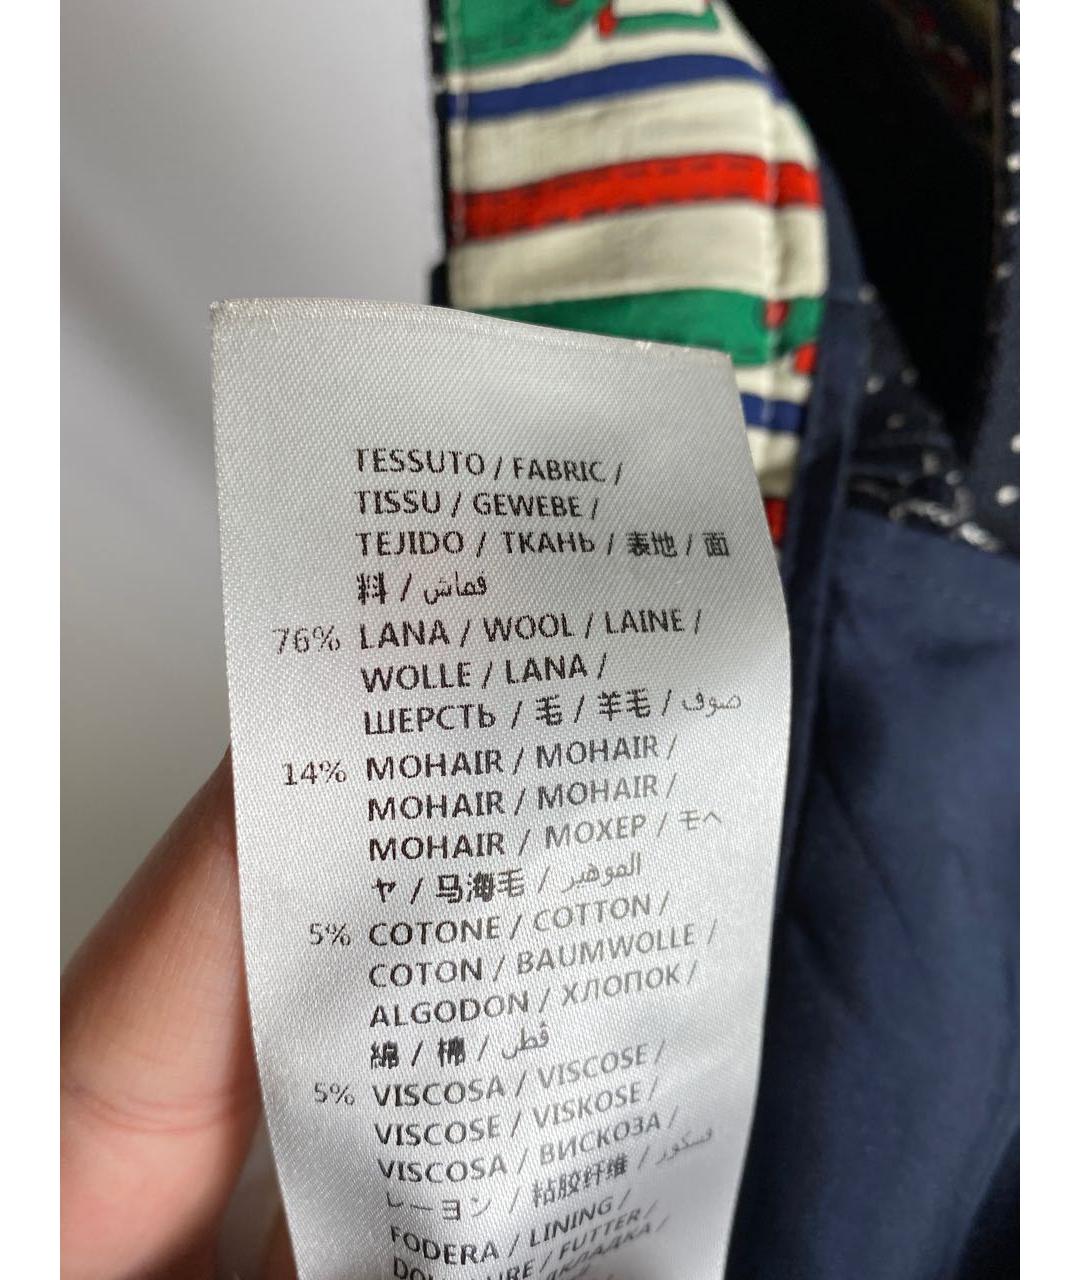 TESSUTO / FABRIC /
TISSU / GEWEBE /
TEJIDO / ТКАНЬ / 表地 / 面
料 / قماش
76% LANA / WOOL / LAINE /
WOLLE / LANA /
ШЕРСТЬ / 毛 / 羊毛 / صوف
14% MOHAIR / MOHAIR /
MOHAIR / MOHAIR /
MOHAIR / МОХЕР / モヘ
ヤ / 马海毛 / الموهير
5% COTONE / COTTON /
COTON / BAUMWOLLE /
ALGODON / ХЛОПОК /
綿 / 棉 / قطن
5% VISCOSA / VISCOSE /
VISCOSE / VISKOSE /
VISCOSA / ВИСКОЗА /
レーヨン / 粘胶纤维 / فسكور
FODERA / LINING /
FUTTER /